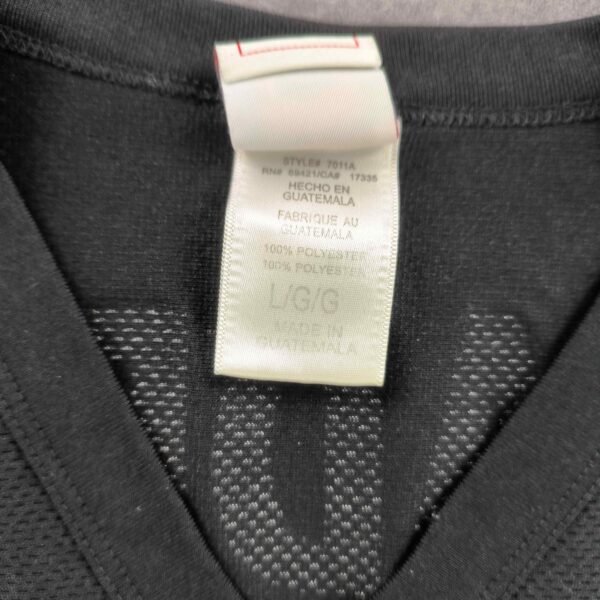 STYLE# 7011A
RN# 69421/CA# 17335
HECHO EN
GUATEMALA
FABRIQUE AU
GUATEMALA
100% POLYESTER
100% POLYESTER
L/G/G
MADE IN
GUATEMALA